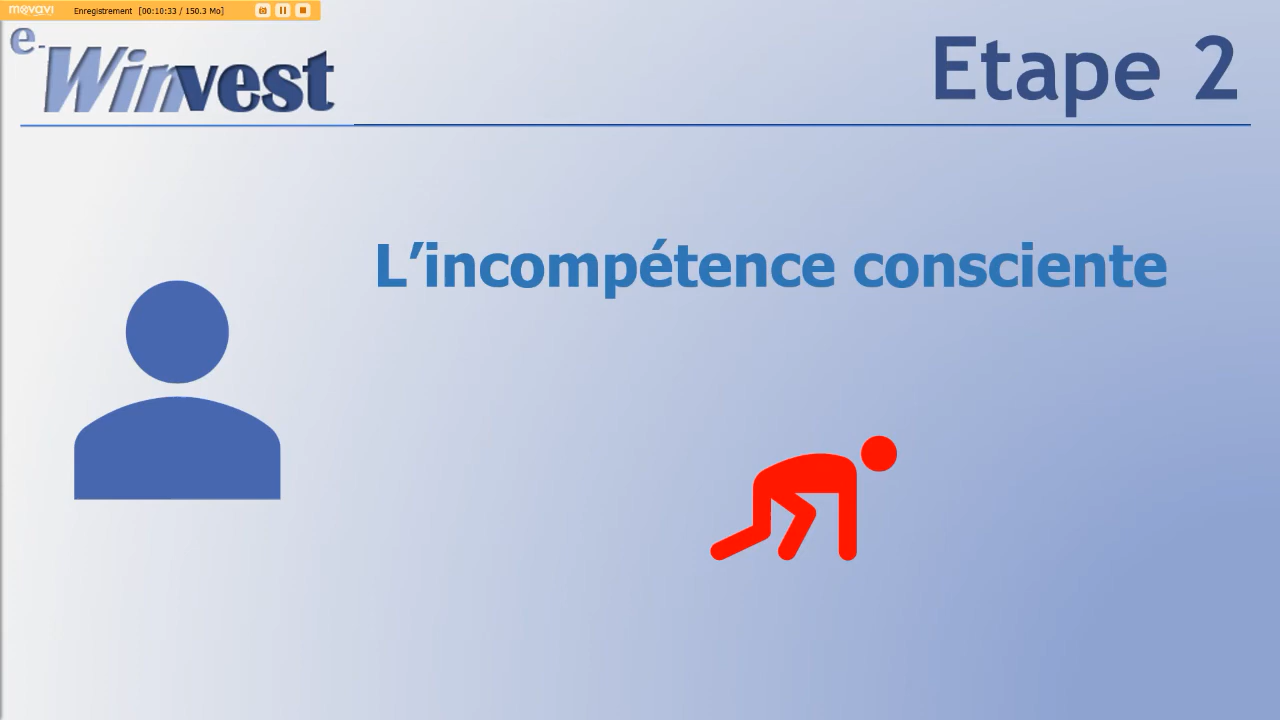 movavi Enregistrement [00:10:33 / 150.3 Mo]
e-Winvest
Etape 2
L’incompétence consciente